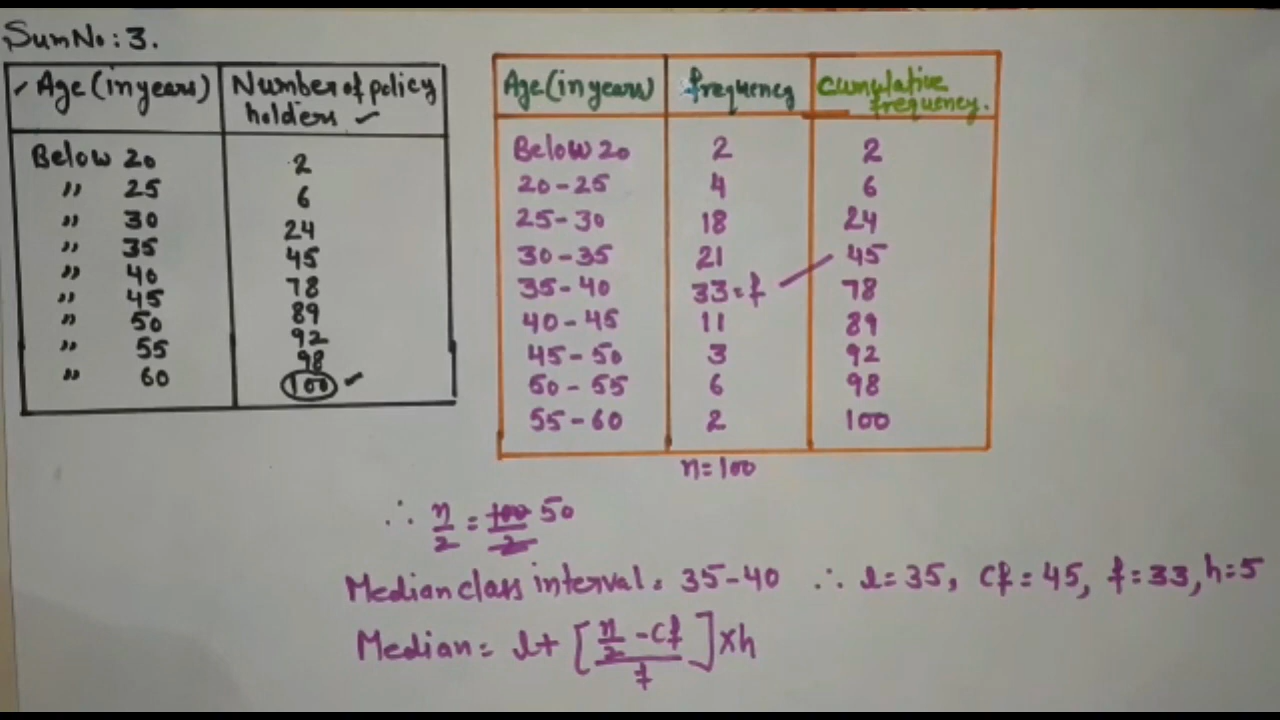 Sum No: 3.
✓ Age (in years) Number of policy holders ✓
Below 20 2
" 25 6
" 30 24
" 35 45
" 40 78
" 45 89
" 50 92
" 55 98
" 60 100 ✓
Age (in years) frequency cumulative frequency.
Below 20 2 2
20-25 4 6
25-30 18 24
30-35 21 45
35-40 33=f 78
40-45 11 89
45-50 3 92
50-55 6 98
55-60 2 100
n=100
∴ n/2 = 100/2 50
Median class interval = 35-40 ∴ l=35, cf=45, f=33, h=5
Median = l+ [n/2 - cf / f] x h